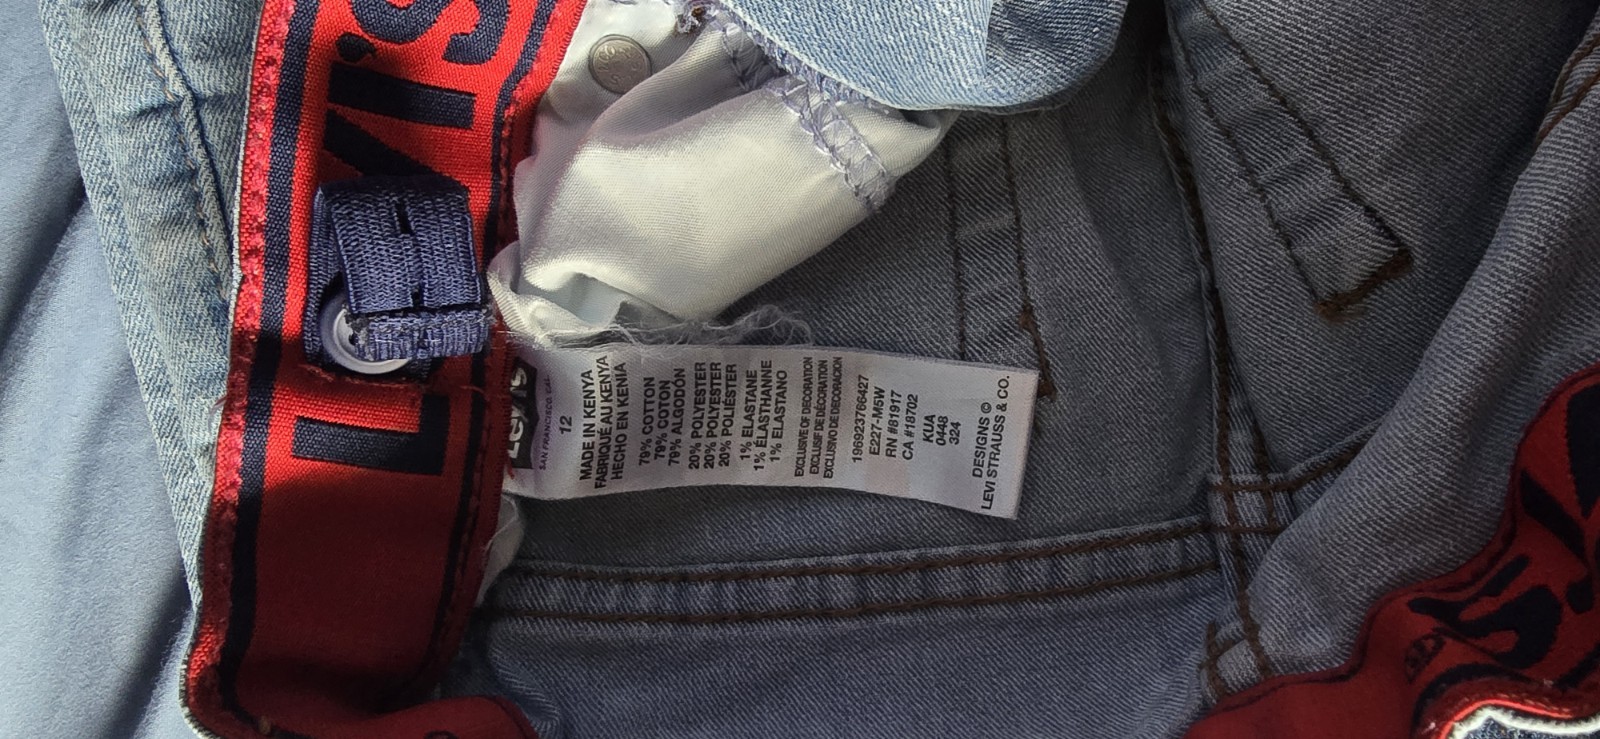 LEVI'S
Levi's
SAN FRANCISCO, CAL.
12
MADE IN KENYA
FABRIQUÉ AU KENYA
HECHO EN KENIA
79% COTTON
79% COTON
79% ALGODÓN
20% POLYESTER
20% POLYESTER
20% POLIÉSTER
1% ELASTANE
1% ÉLASTHANNE
1% ELASTANO
EXCLUSIVE OF DECORATION
EXCLUSIF DE DÉCORATION
EXCLUSIVO DE DECORACION
196923766427
E227-M5W
RN #81917
CA #18702
KUA
0448
324
DESIGNS ©
LEVI STRAUSS & CO.